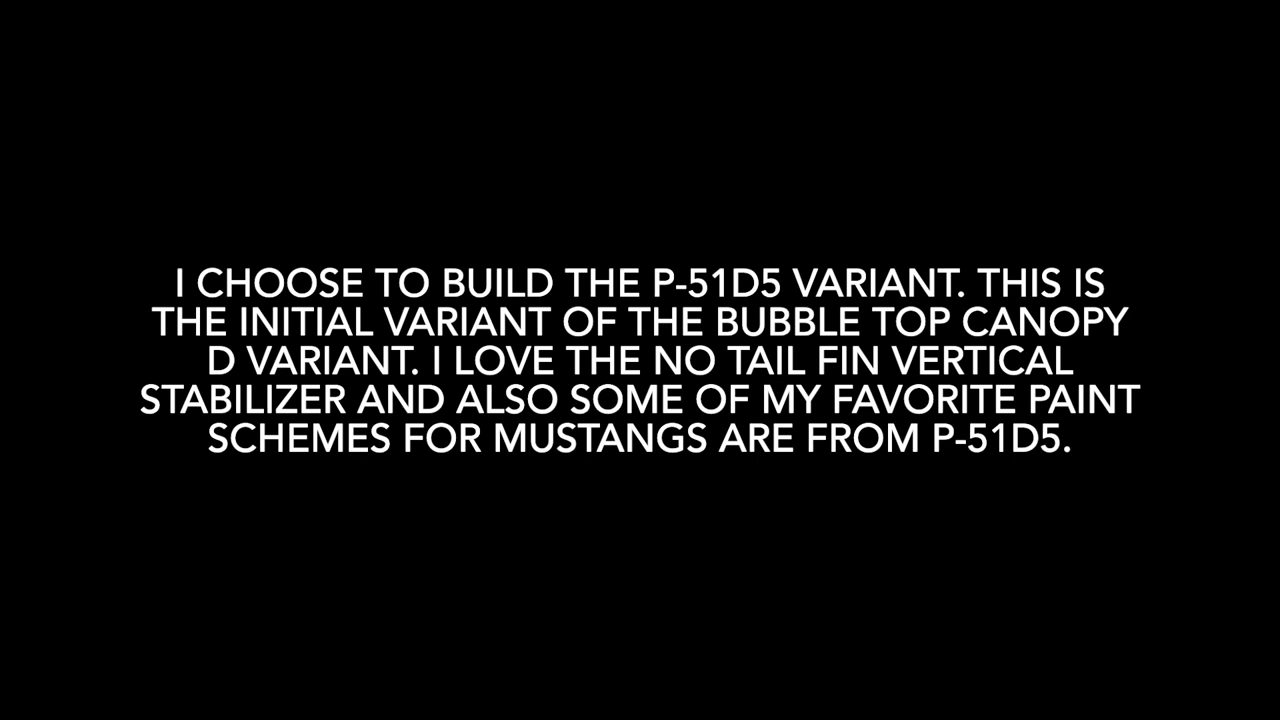 I CHOOSE TO BUILD THE P-51D5 VARIANT. THIS IS
THE INITIAL VARIANT OF THE BUBBLE TOP CANOPY
D VARIANT. I LOVE THE NO TAIL FIN VERTICAL
STABILIZER AND ALSO SOME OF MY FAVORITE PAINT
SCHEMES FOR MUSTANGS ARE FROM P-51D5.